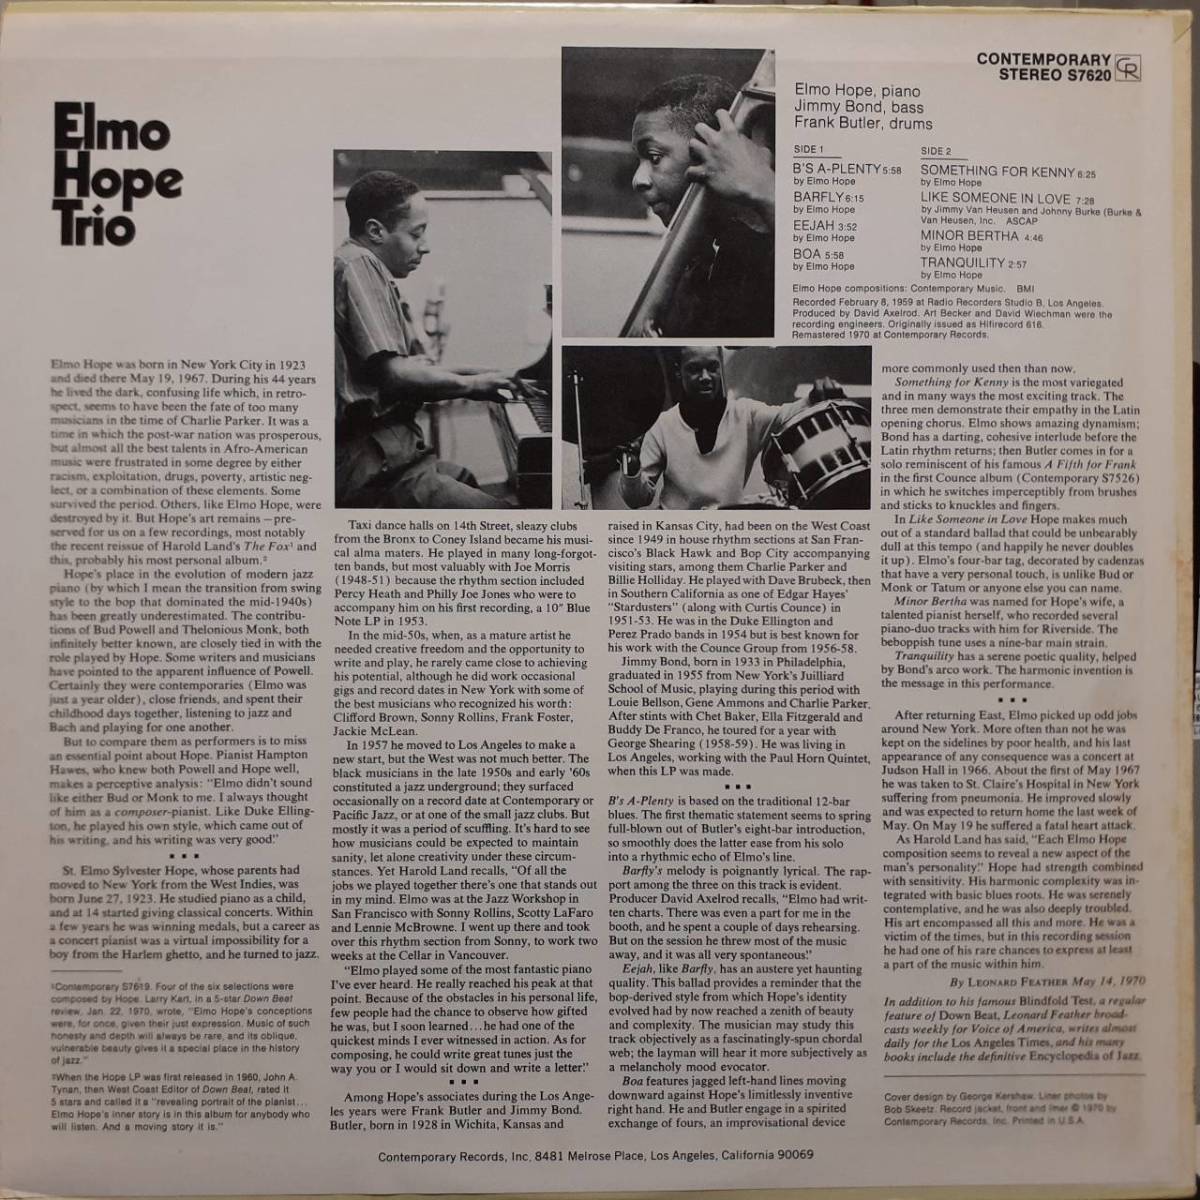 CONTEMPORARY
STEREO S7620
CR
Elmo
Hope
Trio
Elmo Hope, piano
Jimmy Bond, bass
Frank Butler, drums
SIDE 1
B'S A-PLENTY 5:58
by Elmo Hope
BARFLY 6:15
by Elmo Hope
EEJAH 3:52
by Elmo Hope
BOA 5:58
by Elmo Hope
SIDE 2
SOMETHING FOR KENNY 6:25
by Elmo Hope
LIKE SOMEONE IN LOVE 7:28
by Jimmy Van Heusen and Johnny Burke (Burke &
Van Heusen, Inc. ASCAP
MINOR BERTHA 4:46
by Elmo Hope
TRANQUILITY 2:57
by Elmo Hope
Elmo Hope compositions: Contemporary Music. BMI
Recorded February 8, 1959 at Radio Recorders Studio B, Los Angeles.
Produced by David Axelrod. Art Becker and David Wiechman were the
recording engineers. Originally issued as Hifirecord 616.
Remastered 1970 at Contemporary Records.
Elmo Hope was born in New York City in 1923
and died there May 19, 1967. During his 44 years
he lived the dark, confusing life which, in retro-
spect, seems to have been the fate of too many
musicians in the time of Charlie Parker. It was a
time in which the post-war nation was prosperous,
but almost all the best talents in Afro-American
music were frustrated in some degree by either
racism, exploitation, drugs, poverty, artistic neg-
lect, or a combination of these elements. Some
survived the period. Others, like Elmo Hope, were
destroyed by it. But Hope's art remains—pre-
served for us on a few recordings, most notably
the recent reissue of Harold Land's The Fox¹ and
this, probably his most personal album.²
Hope's place in the evolution of modern jazz
piano (by which I mean the transition from swing
style to the bop that dominated the mid-1940s)
has been greatly underestimated. The contribu-
tions of Bud Powell and Thelonious Monk, both
infinitely better known, are closely tied in with the
role played by Hope. Some writers and musicians
have pointed to the apparent influence of Powell.
Certainly they were contemporaries (Elmo was
just a year older), close friends, and spent their
childhood days together, listening to jazz and
Bach and playing for one another.
But to compare them as performers is to miss
an essential point about Hope. Pianist Hampton
Hawes, who knew both Powell and Hope well,
makes a perceptive analysis: "Elmo didn't sound
like either Bud or Monk to me. I always thought
of him as a composer-pianist. Like Duke Elling-
ton, he played his own style, which came out of
his writing, and his writing was very good."
▪ ▪ ▪
St. Elmo Sylvester Hope, whose parents had
moved to New York from the West Indies, was
born June 27, 1923. He studied piano as a child,
and at 14 started giving classical concerts. Within
a few years he was winning medals, but a career as
a concert pianist was a virtual impossibility for a
boy from the Harlem ghetto, and he turned to jazz.
¹Contemporary S7619. Four of the six selections were
composed by Hope. Larry Kart, in a 5-star Down Beat
review, Jan. 22, 1970, wrote, "Elmo Hope's conceptions
were, for once, given their just expression. Music of such
honesty and depth will always be rare, and its oblique,
vulnerable beauty gives it a special place in the history
of jazz."
²When the Hope LP was first released in 1960, John A.
Tynan, then West Coast Editor of Down Beat, rated it
5 stars and called it a "revealing portrait of the pianist...
Elmo Hope's inner story is in this album for anybody who
will listen. And a moving story it is."
Taxi dance halls on 14th Street, sleazy clubs
from the Bronx to Coney Island became his musi-
cal alma maters. He played in many long-forgot-
ten bands, but most valuably with Joe Morris
(1948-51) because the rhythm section included
Percy Heath and Philly Joe Jones who were to
accompany him on his first recording, a 10" Blue
Note LP in 1953.
In the mid-50s, when, as a mature artist he
needed creative freedom and the opportunity to
write and play, he rarely came close to achieving
his potential, although he did work occasional
gigs and record dates in New York with some of
the best musicians who recognized his worth:
Clifford Brown, Sonny Rollins, Frank Foster,
Jackie McLean.
In 1957 he moved to Los Angeles to make a
new start, but the West was not much better. The
black musicians in the late 1950s and early '60s
constituted a jazz underground; they surfaced
occasionally on a record date at Contemporary or
Pacific Jazz, or at one of the small jazz clubs. But
mostly it was a period of scuffling. It's hard to see
how musicians could be expected to maintain
sanity, let alone creativity under these circum-
stances. Yet Harold Land recalls, "Of all the
jobs we played together there's one that stands out
in my mind. Elmo was at the Jazz Workshop in
San Francisco with Sonny Rollins, Scotty LaFaro
and Lennie McBrowne. I went up there and took
over this rhythm section from Sonny, to work two
weeks at the Cellar in Vancouver.
"Elmo played some of the most fantastic piano
I've ever heard. He really reached his peak at that
point. Because of the obstacles in his personal life,
few people had the chance to observe how gifted
he was, but I soon learned...he had one of the
quickest minds I ever witnessed in action. As for
composing, he could write great tunes just the
way you or I would sit down and write a letter."
▪ ▪ ▪
Among Hope's associates during the Los Ange-
les years were Frank Butler and Jimmy Bond.
Butler, born in 1928 in Wichita, Kansas and
raised in Kansas City, had been on the West Coast
since 1949 in house rhythm sections at San Fran-
cisco's Black Hawk and Bop City accompanying
visiting stars, among them Charlie Parker and
Billie Holliday. He played with Dave Brubeck, then
in Southern California as one of Edgar Hayes'
"Stardusters" (along with Curtis Counce) in
1951-53. He was in the Duke Ellington and
Perez Prado bands in 1954 but is best known for
his work with the Counce Group from 1956-58.
Jimmy Bond, born in 1933 in Philadelphia,
graduated in 1955 from New York's Juilliard
School of Music, playing during this period with
Louie Bellson, Gene Ammons and Charlie Parker.
After stints with Chet Baker, Ella Fitzgerald and
Buddy De Franco, he toured for a year with
George Shearing (1958-59). He was living in
Los Angeles, working with the Paul Horn Quintet,
when this LP was made.
▪ ▪ ▪
B's A-Plenty is based on the traditional 12-bar
blues. The first thematic statement seems to spring
full-blown out of Butler's eight-bar introduction,
so smoothly does the latter ease from his solo
into a rhythmic echo of Elmo's line.
Barfly's melody is poignantly lyrical. The rap-
port among the three on this track is evident.
Producer David Axelrod recalls, "Elmo had writ-
ten charts. There was even a part for me in the
booth, and he spent a couple of days rehearsing.
But on the session he threw most of the music
away, and it was all very spontaneous."
Eejah, like Barfly, has an austere yet haunting
quality. This ballad provides a reminder that the
bop-derived style from which Hope's identity
evolved had by now reached a zenith of beauty
and complexity. The musician may study this
track objectively as a fascinatingly-spun chordal
web; the layman will hear it more subjectively as
a melancholy mood evocator.
Boa features jagged left-hand lines moving
downward against Hope's limitlessly inventive
right hand. He and Butler engage in a spirited
exchange of fours, an improvisational device
more commonly used then than now.
Something for Kenny is the most variegated
and in many ways the most exciting track. The
three men demonstrate their empathy in the Latin
opening chorus. Elmo shows amazing dynamism;
Bond has a darting, cohesive interlude before the
Latin rhythm returns; then Butler comes in for a
solo reminiscent of his famous A Fifth for Frank
in the first Counce album (Contemporary S7526)
in which he switches imperceptibly from brushes
and sticks to knuckles and fingers.
In Like Someone in Love Hope makes much
out of a standard ballad that could be unbearably
dull at this tempo (and happily he never doubles
it up). Elmo's four-bar tag, decorated by cadenzas
that have a very personal touch, is unlike Bud or
Monk or Tatum or anyone else you can name.
Minor Bertha was named for Hope's wife, a
talented pianist herself, who recorded several
piano-duo tracks with him for Riverside. The
beboppish tune uses a nine-bar main strain.
Tranquility has a serene poetic quality, helped
by Bond's arco work. The harmonic invention is
the message in this performance.
▪ ▪ ▪
After returning East, Elmo picked up odd jobs
around New York. More often than not he was
kept on the sidelines by poor health, and his last
appearance of any consequence was a concert at
Judson Hall in 1966. About the first of May 1967
he was taken to St. Claire's Hospital in New York
suffering from pneumonia. He improved slowly
and was expected to return home the last week of
May. On May 19 he suffered a fatal heart attack.
As Harold Land has said, "Each Elmo Hope
composition seems to reveal a new aspect of the
man's personality." Hope had strength combined
with sensitivity. His harmonic complexity was in-
tegrated with basic blues roots. He was serenely
contemplative, and he was also deeply troubled.
His art encompassed all this and more. He was a
victim of the times, but in this recording session
he had one of his rare chances to express at least
a part of the music within him.
By LEONARD FEATHER May 14, 1970
In addition to his famous Blindfold Test, a regular
feature of Down Beat, Leonard Feather broad-
casts weekly for Voice of America, writes almost
daily for the Los Angeles Times, and his many
books include the definitive Encyclopedia of Jazz.
Cover design by George Kershaw. Liner photos by
Bob Skeetz. Record jacket, front and liner © 1970 by
Contemporary Records, Inc. Printed in U.S.A.
Contemporary Records, Inc. 8481 Melrose Place, Los Angeles, California 90069